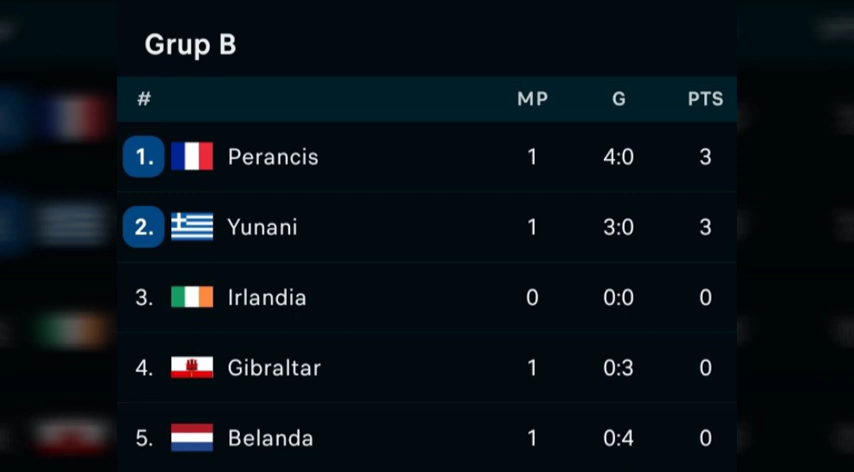 Grup B
# MP G PTS
1. Perancis 1 4:0 3
2. Yunani 1 3:0 3
3. Irlandia 0 0:0 0
4. Gibraltar 1 0:3 0
5. Belanda 1 0:4 0